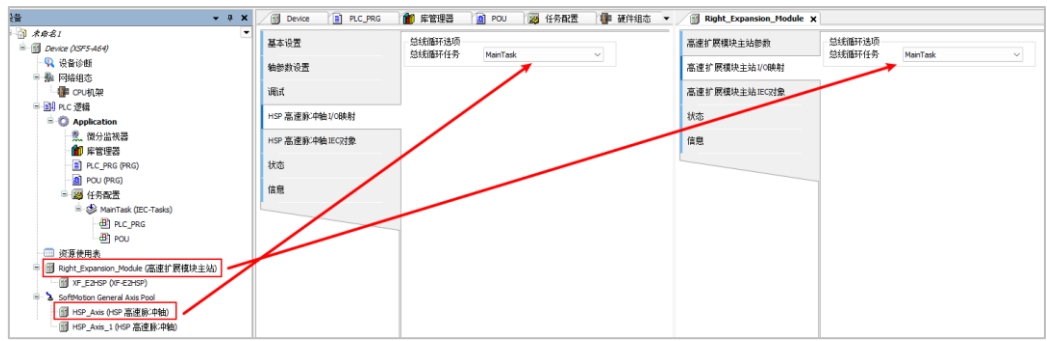 设备
未命名1
Device (XSF5-A64)
设备诊断
网络组态
CPU机架
PLC 逻辑
Application
微分监视器
库管理器
PLC_PRG (PRG)
POU (PRG)
任务配置
MainTask (IEC-Tasks)
PLC_PRG
POU
资源使用表
Right_Expansion_Module (高速扩展模块主站)
XF_E2HSP (XF-E2HSP)
SoftMotion General Axis Pool
HSP_Axis (HSP 高速脉冲轴)
HSP_Axis_1 (HSP 高速脉冲轴)
Device PLC_PRG 库管理器 POU 任务配置 硬件组态
基本设置
轴参数设置
调试
HSP 高速脉冲轴 I/O映射
HSP 高速脉冲轴 IEC对象
状态
信息
总线循环选项
总线循环任务 MainTask
Right_Expansion_Module
高速扩展模块主站参数
高速扩展模块主站 I/O映射
高速扩展模块主站 IEC对象
状态
信息
总线循环选项
总线循环任务 MainTask